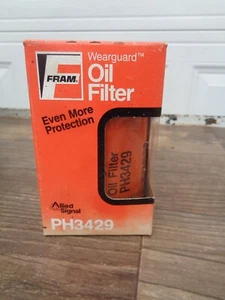 Wearguard™
FRAM
Oil
Filter
Even More
Protection
Oil Filter
PH3429
Allied
Signal
PH3429